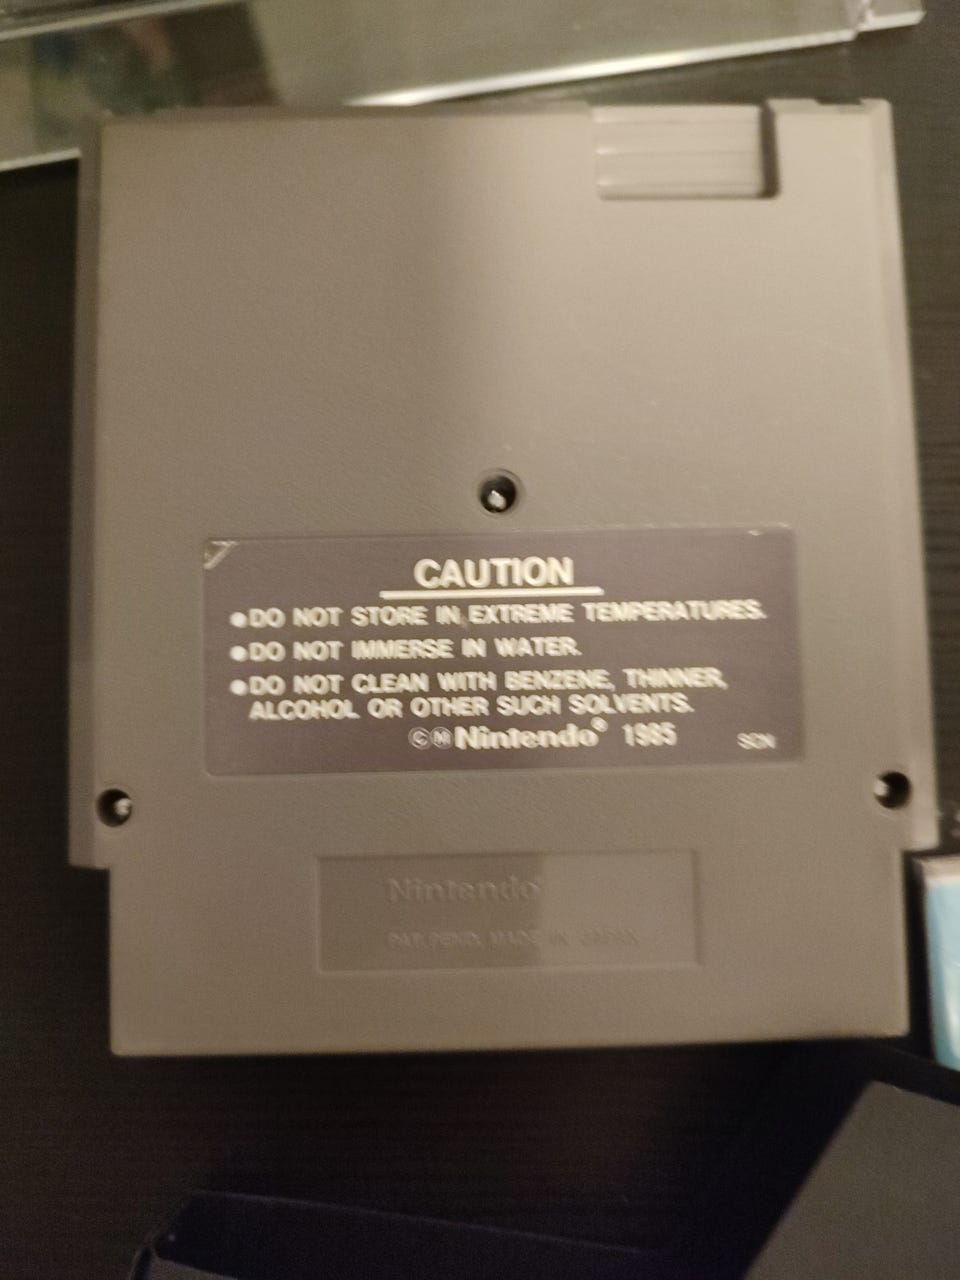 CAUTION
●DO NOT STORE IN EXTREME TEMPERATURES.
●DO NOT IMMERSE IN WATER.
●DO NOT CLEAN WITH BENZENE, THINNER,
ALCOHOL OR OTHER SUCH SOLVENTS.
ⒸⓂNintendo® 1985 SCN
Nintendo®
PAT. PEND. MADE IN JAPAN